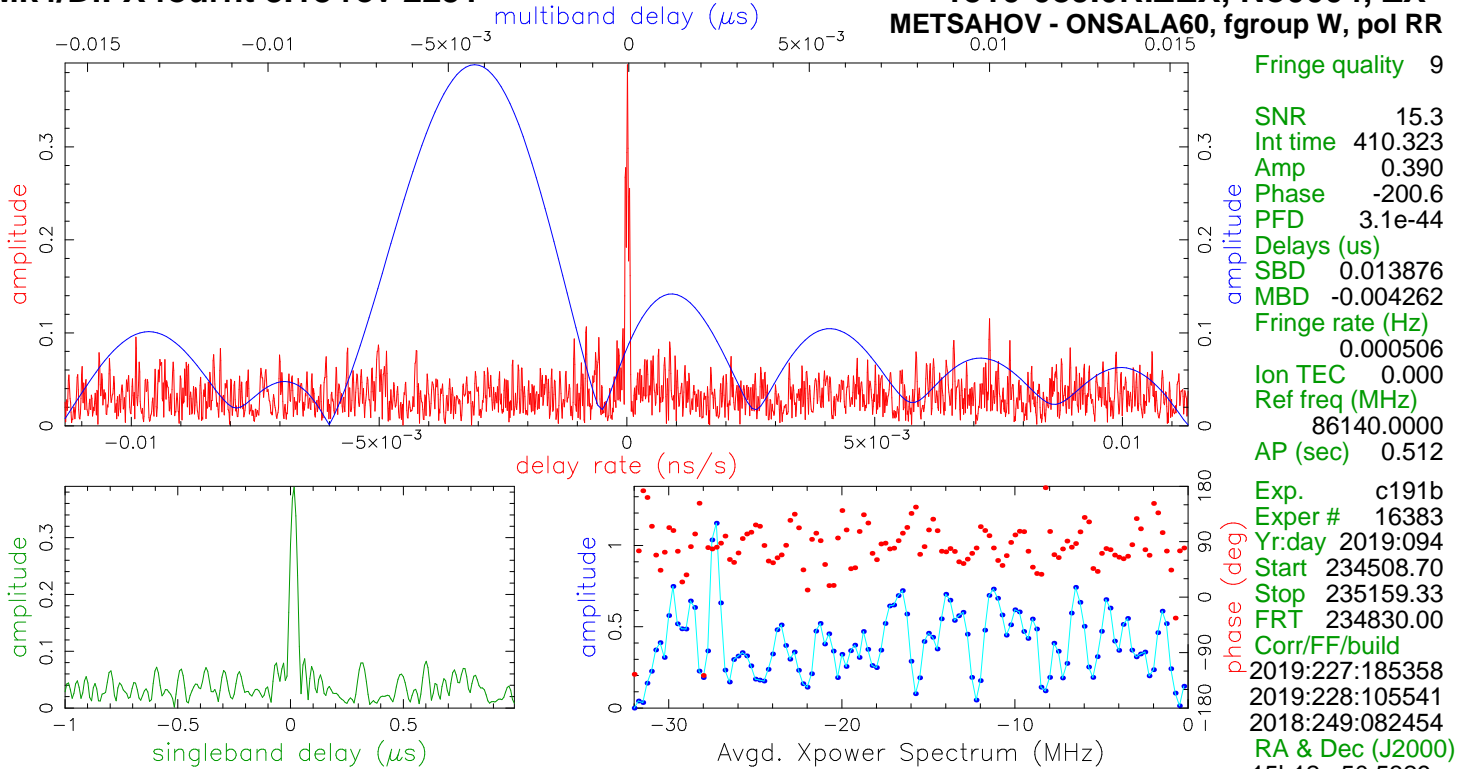 multiband delay (μs)
METSAHOV - ONSALA60, fgroup W, pol RR
−0.015 −0.01 −5×10⁻³ 0 5×10⁻³ 0.01 0.015
amplitude
0 0.1 0.2 0.3
amplitude
0 0.1 0.2 0.3
−0.01 −5×10⁻³ 0 5×10⁻³ 0.01
delay rate (ns/s)
amplitude
0 0.1 0.2 0.3
−1 −0.5 0 0.5
singleband delay (μs)
amplitude
0 0.5 1
phase (deg)
−180 −90 0 90 180
−30 −20 −10 0
Avgd. Xpower Spectrum (MHz)
Fringe quality 9
SNR 15.3
Int time 410.323
Amp 0.390
Phase -200.6
PFD 3.1e-44
Delays (us)
SBD 0.013876
MBD -0.004262
Fringe rate (Hz)
0.000506
Ion TEC 0.000
Ref freq (MHz)
86140.0000
AP (sec) 0.512
Exp. c191b
Exper # 16383
Yr:day 2019:094
Start 234508.70
Stop 235159.33
FRT 234830.00
Corr/FF/build
2019:227:185358
2019:228:105541
2018:249:082454
RA & Dec (J2000)